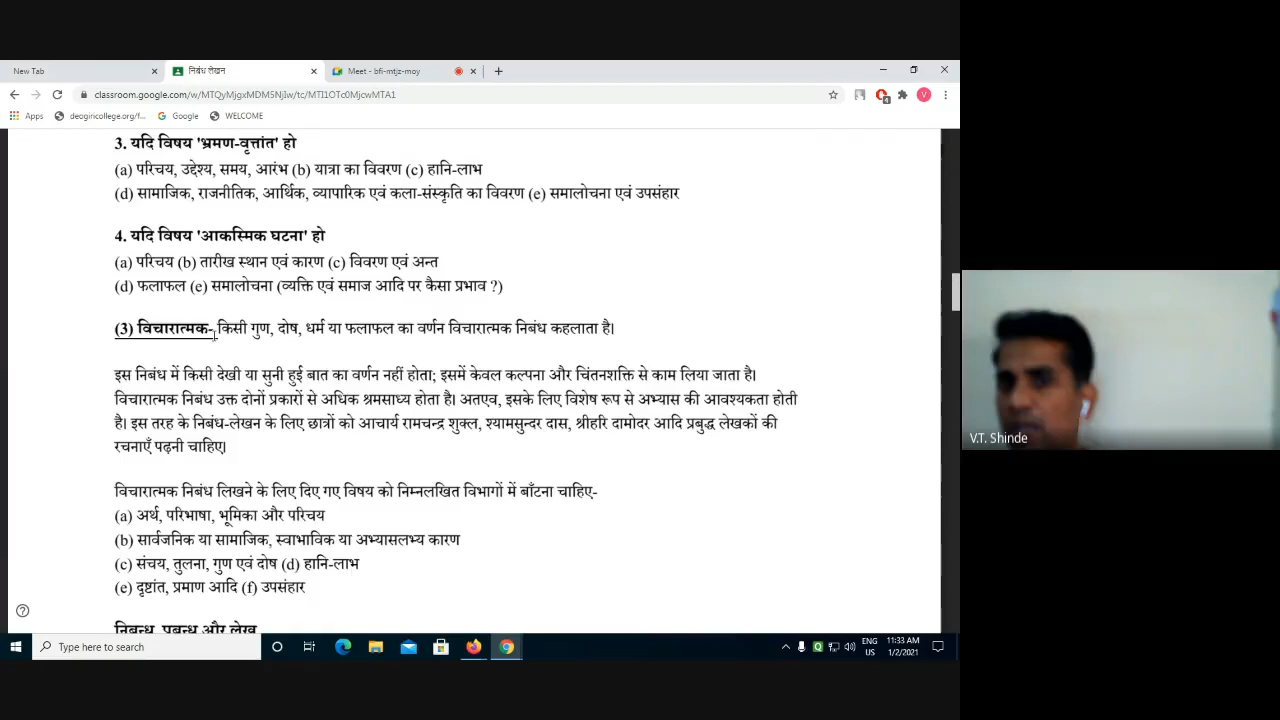 New Tab
निबंध लेखन
Meet - bfi-mtjz-moy
classroom.google.com/w/MTQyMjgxMDM5NjIw/tc/MTI1OTc0MjcwMTA1
Apps
deogiricollege.org/f...
Google
WELCOME
3. यदि विषय 'भ्रमण-वृत्तांत' हो
(a) परिचय, उद्देश्य, समय, आरंभ (b) यात्रा का विवरण (c) हानि-लाभ
(d) सामाजिक, राजनीतिक, आर्थिक, व्यापारिक एवं कला-संस्कृति का विवरण (e) समालोचना एवं उपसंहार
4. यदि विषय 'आकस्मिक घटना' हो
(a) परिचय (b) तारीख स्थान एवं कारण (c) विवरण एवं अन्त
(d) फलाफल (e) समालोचना (व्यक्ति एवं समाज आदि पर कैसा प्रभाव ?)
(3) विचारात्मक- किसी गुण, दोष, धर्म या फलाफल का वर्णन विचारात्मक निबंध कहलाता है।
इस निबंध में किसी देखी या सुनी हुई बात का वर्णन नहीं होता; इसमें केवल कल्पना और चिंतनशक्ति से काम लिया जाता है।
विचारात्मक निबंध उक्त दोनों प्रकारों से अधिक श्रमसाध्य होता है। अतएव, इसके लिए विशेष रूप से अभ्यास की आवश्यकता होती
है। इस तरह के निबंध-लेखन के लिए छात्रों को आचार्य रामचन्द्र शुक्ल, श्यामसुन्दर दास, श्रीहरि दामोदर आदि प्रबुद्ध लेखकों की
रचनाएँ पढ़नी चाहिए।
विचारात्मक निबंध लिखने के लिए दिए गए विषय को निम्नलखित विभागों में बाँटना चाहिए-
(a) अर्थ, परिभाषा, भूमिका और परिचय
(b) सार्वजनिक या सामाजिक, स्वाभाविक या अभ्यासलभ्य कारण
(c) संचय, तुलना, गुण एवं दोष (d) हानि-लाभ
(e) दृष्टांत, प्रमाण आदि (f) उपसंहार
निबन्ध, प्रबन्ध और लेख
V.T. Shinde
Type here to search
ENG
US
11:33 AM
1/2/2021